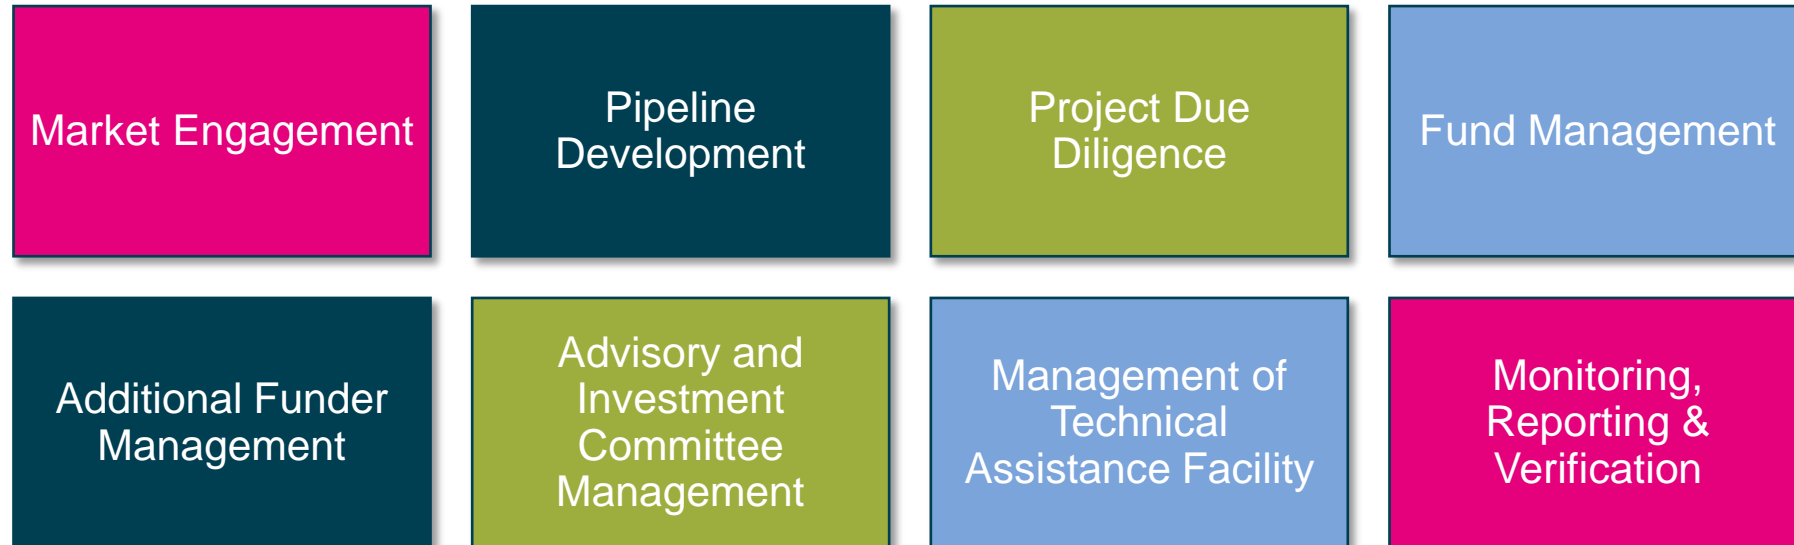 Market Engagement
Pipeline
Development
Project Due
Diligence
Fund Management
Additional Funder
Management
Advisory and
Investment
Committee
Management
Management of
Technical
Assistance Facility
Monitoring,
Reporting &
Verification